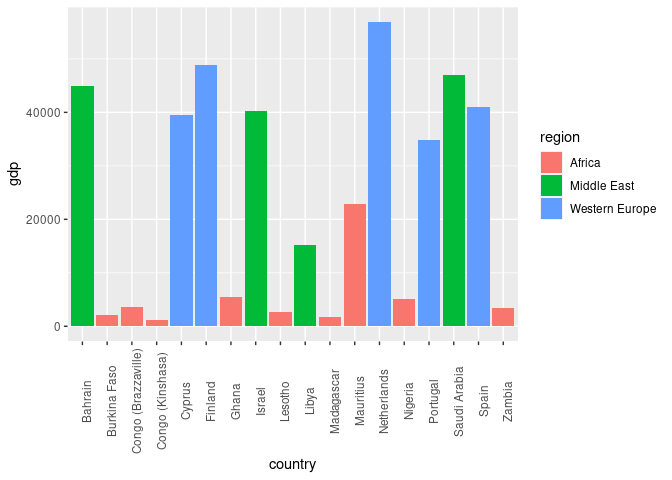 gdp
40000
20000
0
Bahrain
Burkina Faso
Congo (Brazzaville)
Congo (Kinshasa)
Cyprus
Finland
Ghana
Israel
Lesotho
Libya
Madagascar
Mauritius
Netherlands
Nigeria
Portugal
Saudi Arabia
Spain
Zambia
country
region
Africa
Middle East
Western Europe